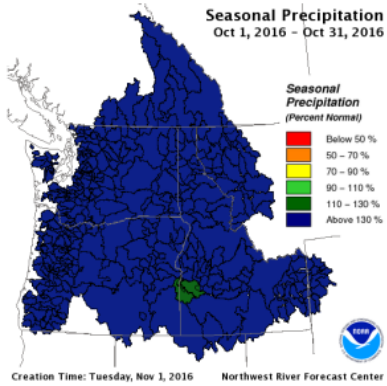 Seasonal Precipitation
Oct 1, 2016 – Oct 31, 2016
Seasonal
Precipitation
(Percent Normal)
Below 50 %
50 – 70 %
70 – 90 %
90 – 110 %
110 – 130 %
Above 130 %
NOAA
Creation Time: Tuesday, Nov 1, 2016
Northwest River Forecast Center